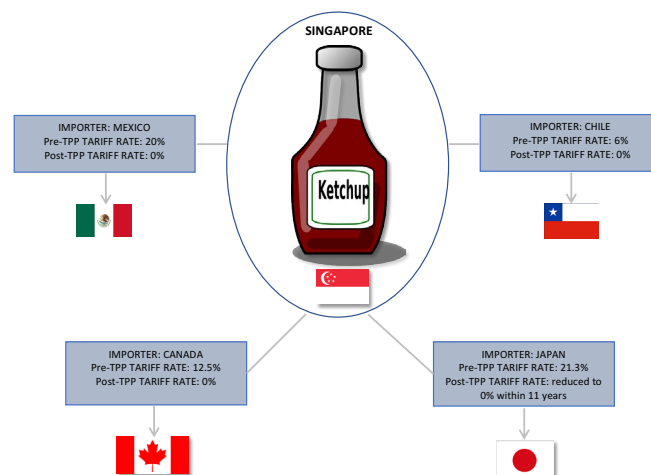 SINGAPORE
IMPORTER: MEXICO
Pre-TPP TARIFF RATE: 20%
Post-TPP TARIFF RATE: 0%
IMPORTER: CHILE
Pre-TPP TARIFF RATE: 6%
Post-TPP TARIFF RATE: 0%
Ketchup
IMPORTER: CANADA
Pre-TPP TARIFF RATE: 12.5%
Post-TPP TARIFF RATE: 0%
IMPORTER: JAPAN
Pre-TPP TARIFF RATE: 21.3%
Post-TPP TARIFF RATE: reduced to
0% within 11 years